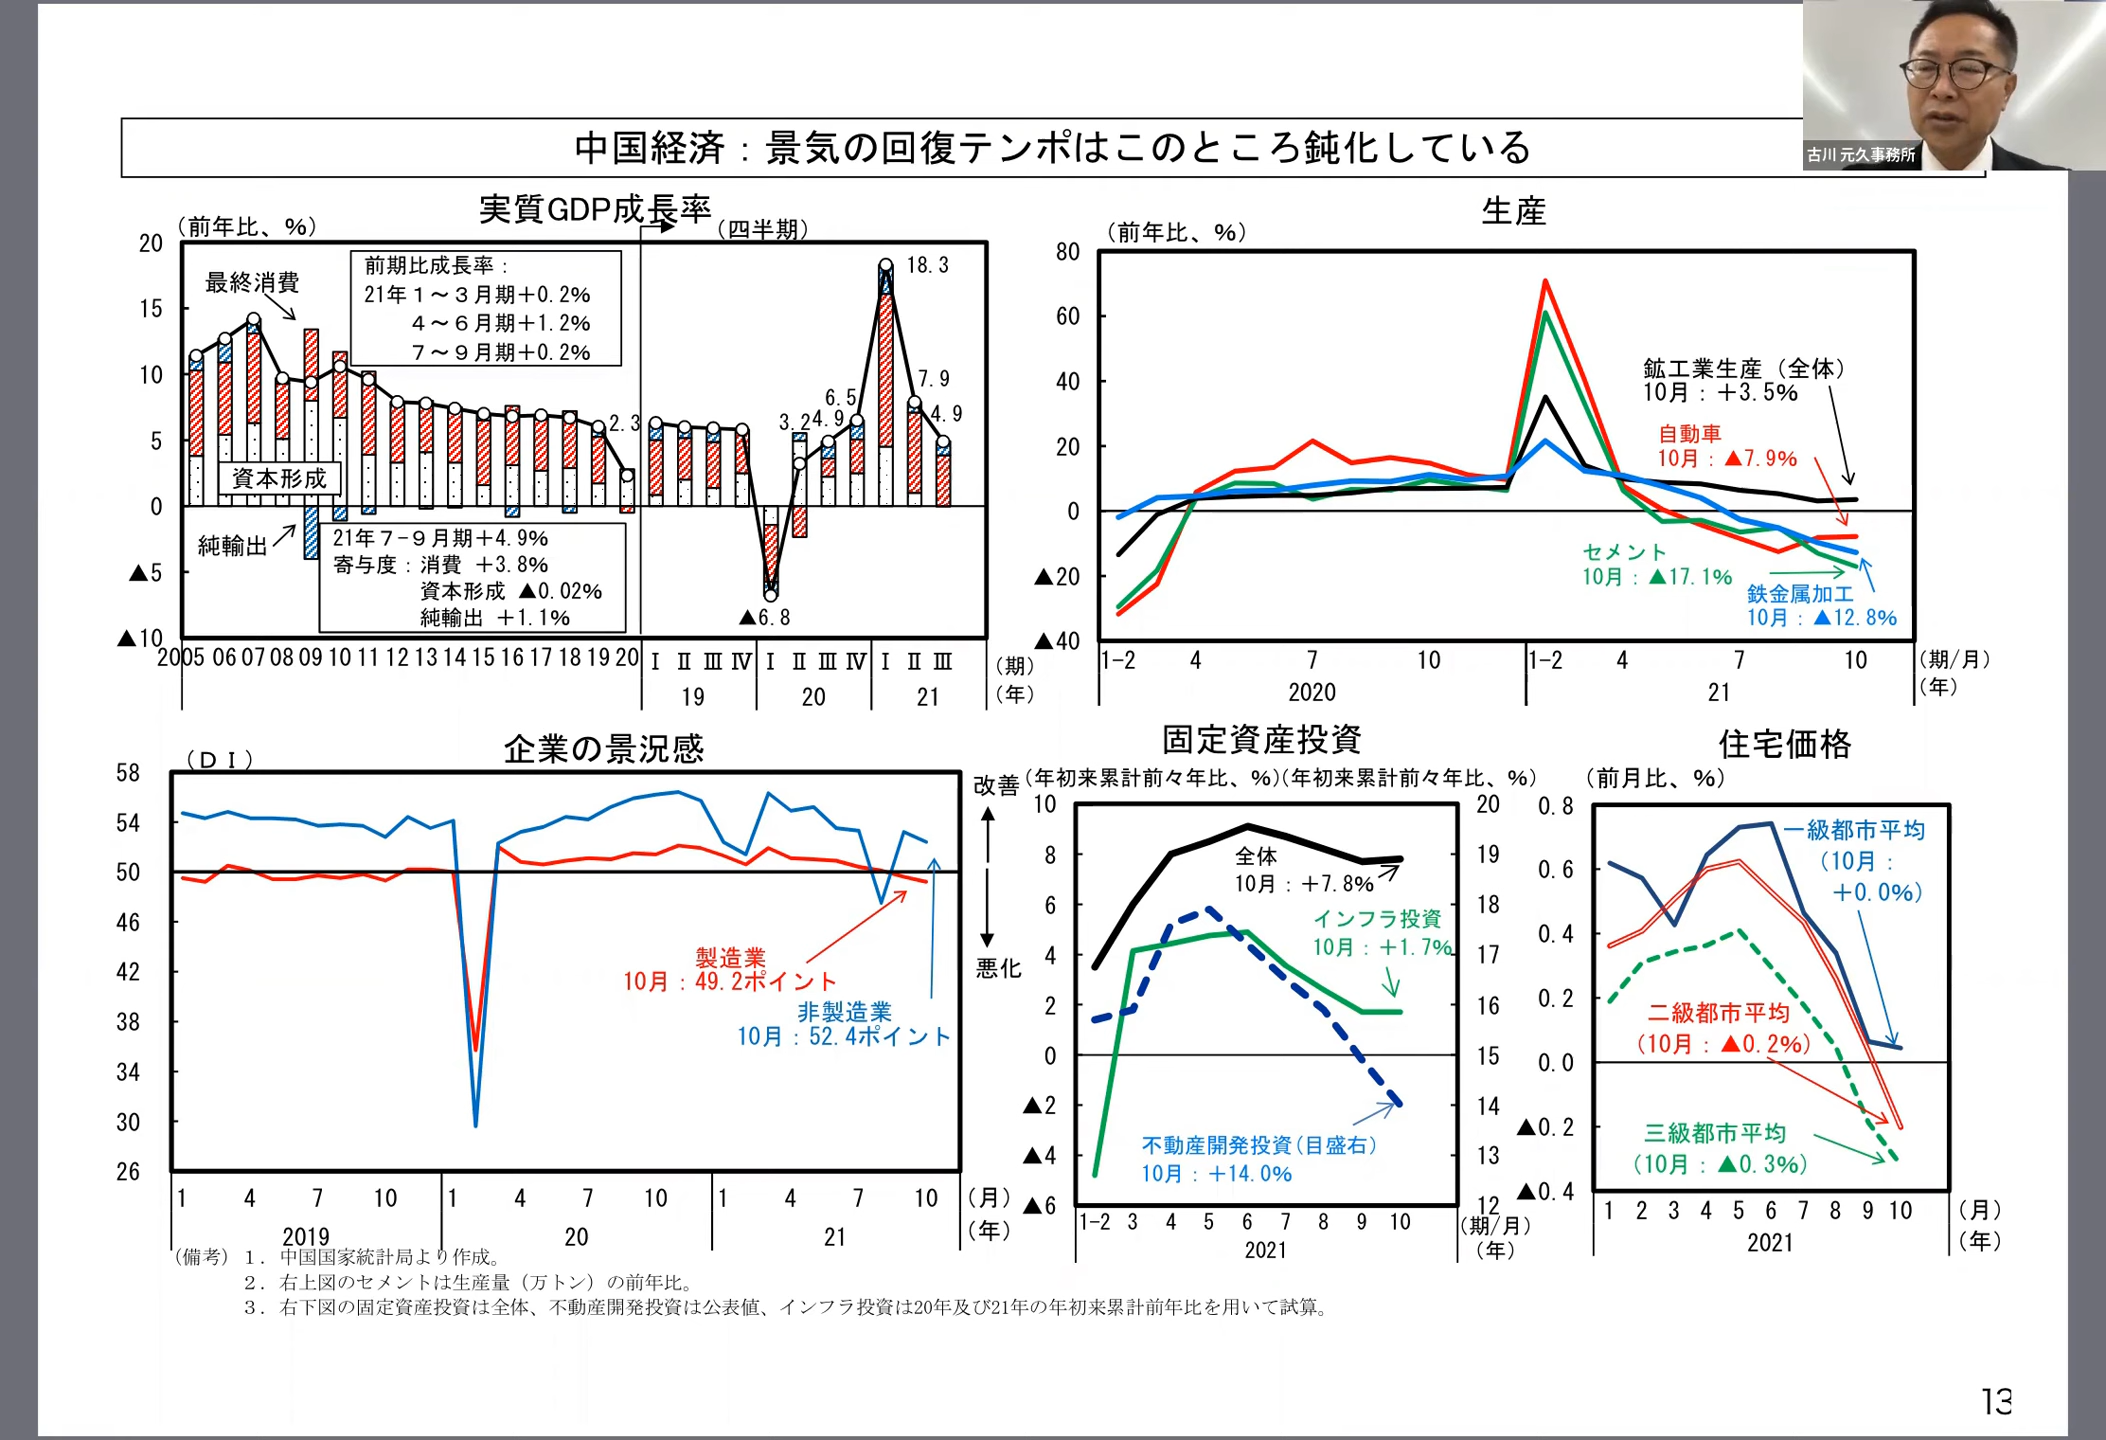 古川 元久事務所
中国経済：景気の回復テンポはこのところ鈍化している
実質GDP成長率
（前年比、％）
（四半期）
20
15
10
5
0
▲5
▲10
最終消費
前期比成長率：
21年１～３月期＋0.2%
４～６月期＋1.2%
７～９月期＋0.2%
資本形成
純輸出
21年７-９月期＋4.9%
寄与度：消費 ＋3.8%
資本形成 ▲0.02%
純輸出 ＋1.1%
2.3
▲6.8
3.2
4.9
6.5
18.3
7.9
4.9
2005 06 07 08 09 10 11 12 13 14 15 16 17 18 19 20 Ⅰ Ⅱ Ⅲ Ⅳ Ⅰ Ⅱ Ⅲ Ⅳ Ⅰ Ⅱ Ⅲ （期）
19 20 21 （年）
生産
（前年比、％）
80
60
40
20
0
▲20
▲40
鉱工業生産（全体）
10月：＋3.5%
自動車
10月：▲7.9%
セメント
10月：▲17.1%
鉄金属加工
10月：▲12.8%
1-2 4 7 10 1-2 4 7 10 （期/月）
2020 21 （年）
企業の景況感
（ＤＩ）
58
54
50
46
42
38
34
30
26
改善
悪化
製造業
10月：49.2ポイント
非製造業
10月：52.4ポイント
1 4 7 10 1 4 7 10 1 4 7 10 （月）
2019 20 21 （年）
固定資産投資
（年初来累計前々年比、％）（年初来累計前々年比、％）
10
8
6
4
2
0
▲2
▲4
▲6
20
19
18
17
16
15
14
13
12
全体
10月：＋7.8%
インフラ投資
10月：＋1.7%
不動産開発投資（目盛右）
10月：＋14.0%
1-2 3 4 5 6 7 8 9 10 （期/月）
2021 （年）
住宅価格
（前月比、％）
0.8
0.6
0.4
0.2
0.0
▲0.2
▲0.4
一級都市平均
（10月：
＋0.0%）
二級都市平均
（10月：▲0.2%）
三級都市平均
（10月：▲0.3%）
1 2 3 4 5 6 7 8 9 10 （月）
2021 （年）
（備考）１．中国国家統計局より作成。
２．右上図のセメントは生産量（万トン）の前年比。
３．右下図の固定資産投資は全体、不動産開発投資は公表値、インフラ投資は20年及び21年の年初来累計前年比を用いて試算。
13